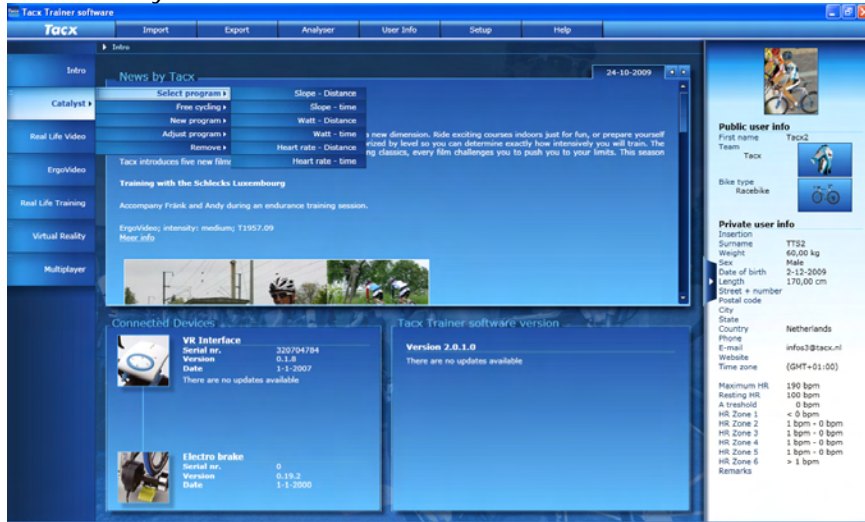 Tacx Trainer software
Tacx
Import
Export
Analyser
User Info
Setup
Help
Intro
Intro
Catalyst
Real Life Video
ErgoVideo
Real Life Training
Virtual Reality
Multiplayer
News by Tacx
24-10-2009
Select program
Free cycling
New program
Adjust program
Remove
Slope - Distance
Slope - time
Watt - Distance
Watt - time
Heart rate - Distance
Heart rate - time
a new dimension. Ride exciting courses indoors just for fun, or prepare yourself
orized by level so you can determine exactly how intensively you will train. The
ng classics, every film challenges you to push you to your limits. This season
Tacx introduces five new films
Training with the Schlecks Luxembourg
Accompany Fränk and Andy during an endurance training session.
ErgoVideo; intensity: medium; T1957.09
Meer info
Connected Devices
VR Interface
Serial nr. 320704784
Version 0.1.8
Date 1-1-2007
There are no updates available
Electro brake
Serial nr. 0
Version 0.19.2
Date 1-1-2000
Tacx Trainer software version
Version 2.0.1.0
There are no updates available
Public user info
First name Tacx2
Team
Tacx
Bike type
Racebike
Private user info
Insertion
Surname TTS2
Weight 60,00 kg
Sex Male
Date of birth 2-12-2009
Length 170,00 cm
Street + number
Postal code
City
State
Country Netherlands
Phone
E-mail infos3@tacx.nl
Website
Time zone (GMT+01:00)
Maximum HR 190 bpm
Resting HR 100 bpm
A treshold 0 bpm
HR Zone 1 < 0 bpm
HR Zone 2 1 bpm - 0 bpm
HR Zone 3 1 bpm - 0 bpm
HR Zone 4 1 bpm - 0 bpm
HR Zone 5 1 bpm - 0 bpm
HR Zone 6 > 1 bpm
Remarks